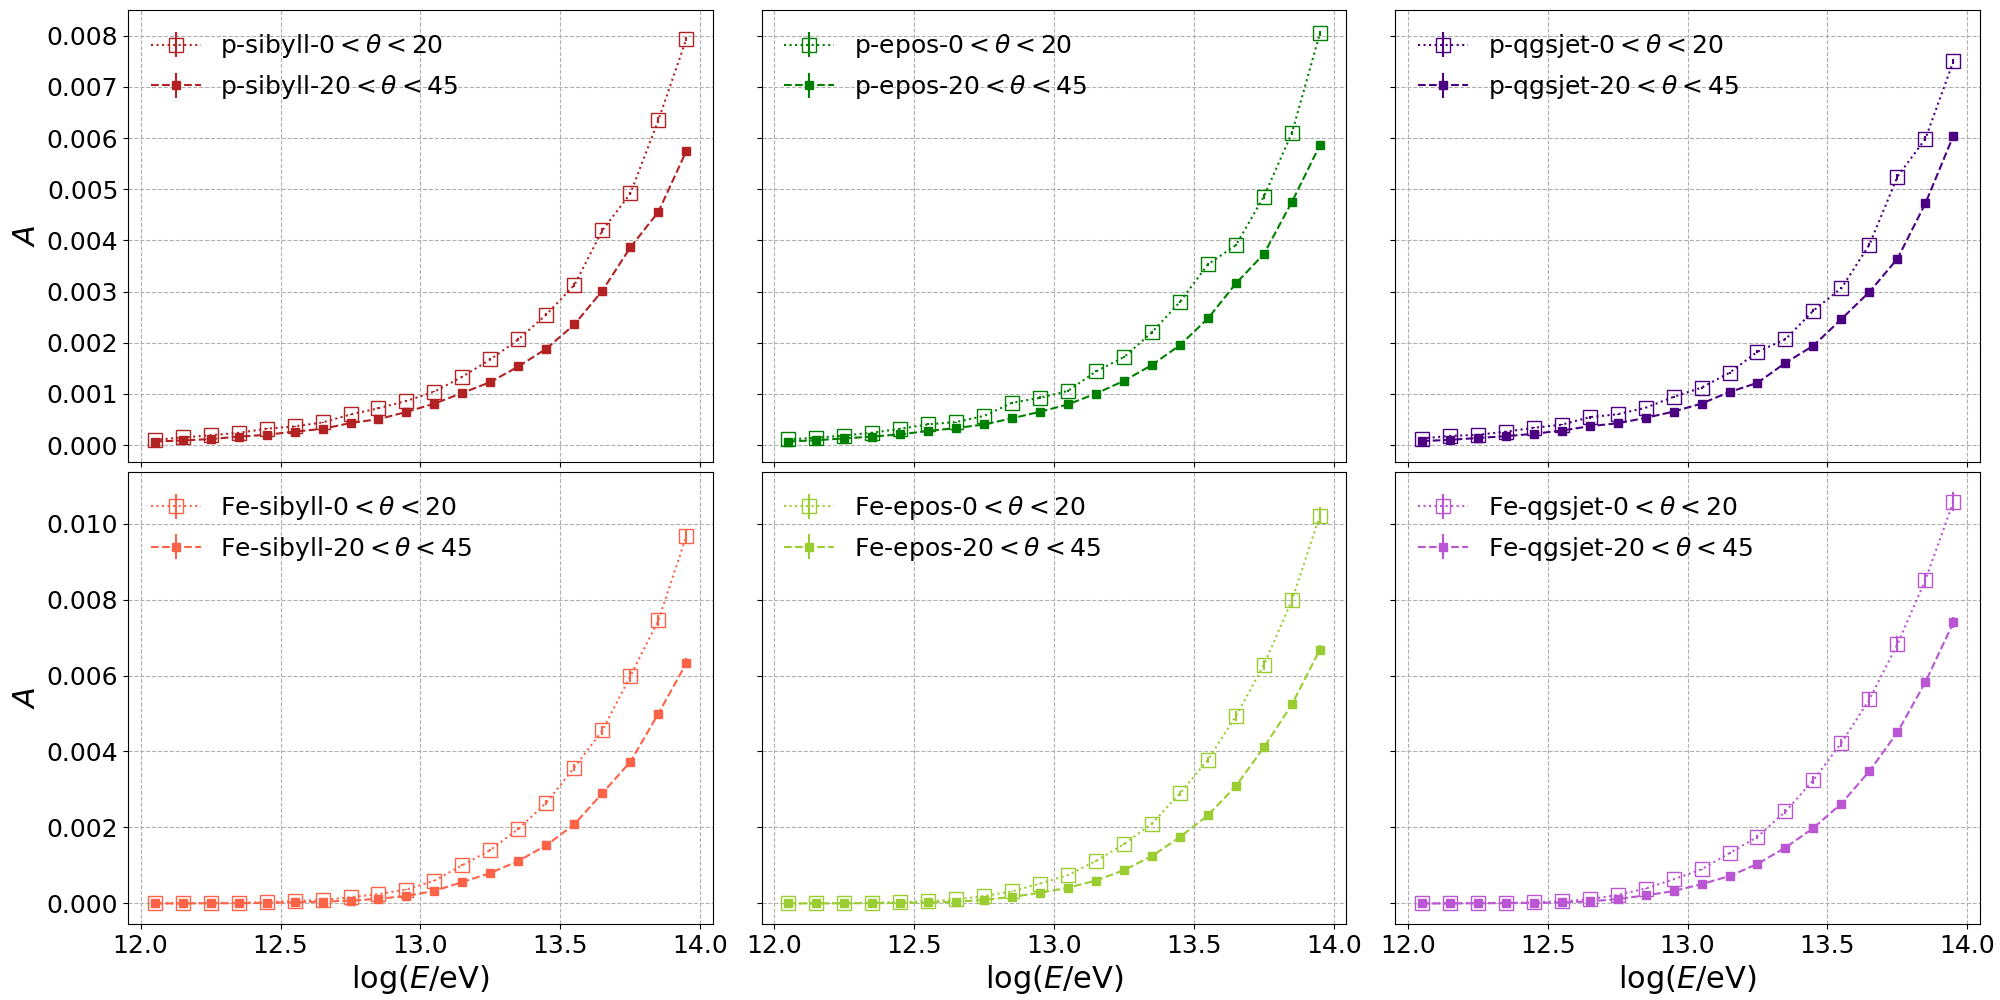 0.008
0.007
0.006
0.005
0.004
0.003
0.002
0.001
0.000
A
p-sibyll-0 < θ < 20
p-sibyll-20 < θ < 45
p-epos-0 < θ < 20
p-epos-20 < θ < 45
p-qgsjet-0 < θ < 20
p-qgsjet-20 < θ < 45
0.010
0.008
0.006
0.004
0.002
0.000
A
Fe-sibyll-0 < θ < 20
Fe-sibyll-20 < θ < 45
Fe-epos-0 < θ < 20
Fe-epos-20 < θ < 45
Fe-qgsjet-0 < θ < 20
Fe-qgsjet-20 < θ < 45
12.0 12.5 13.0 13.5 14.0
log(E/eV)
12.0 12.5 13.0 13.5 14.0
log(E/eV)
12.0 12.5 13.0 13.5 14.0
log(E/eV)